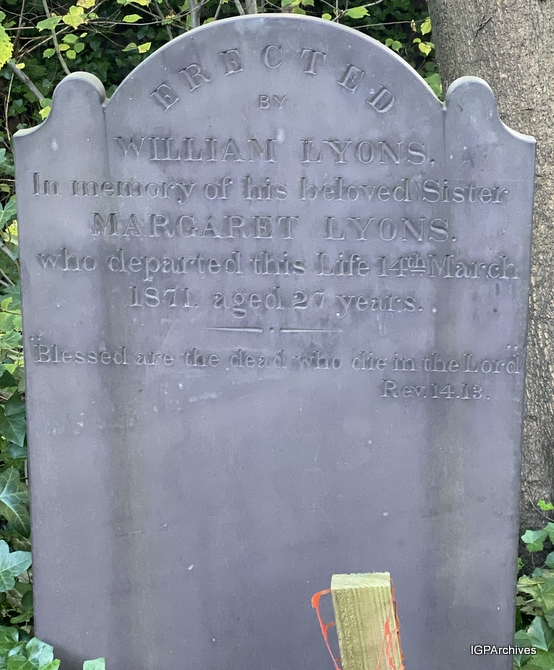 ERECTED
BY
WILLIAM LYONS.
In memory of his beloved Sister
MARGARET LYONS.
who departed this Life 14th March
1871. aged 27 years.
"Blessed are the dead who die in the Lord"
Rev. 14.13.
IGPArchives